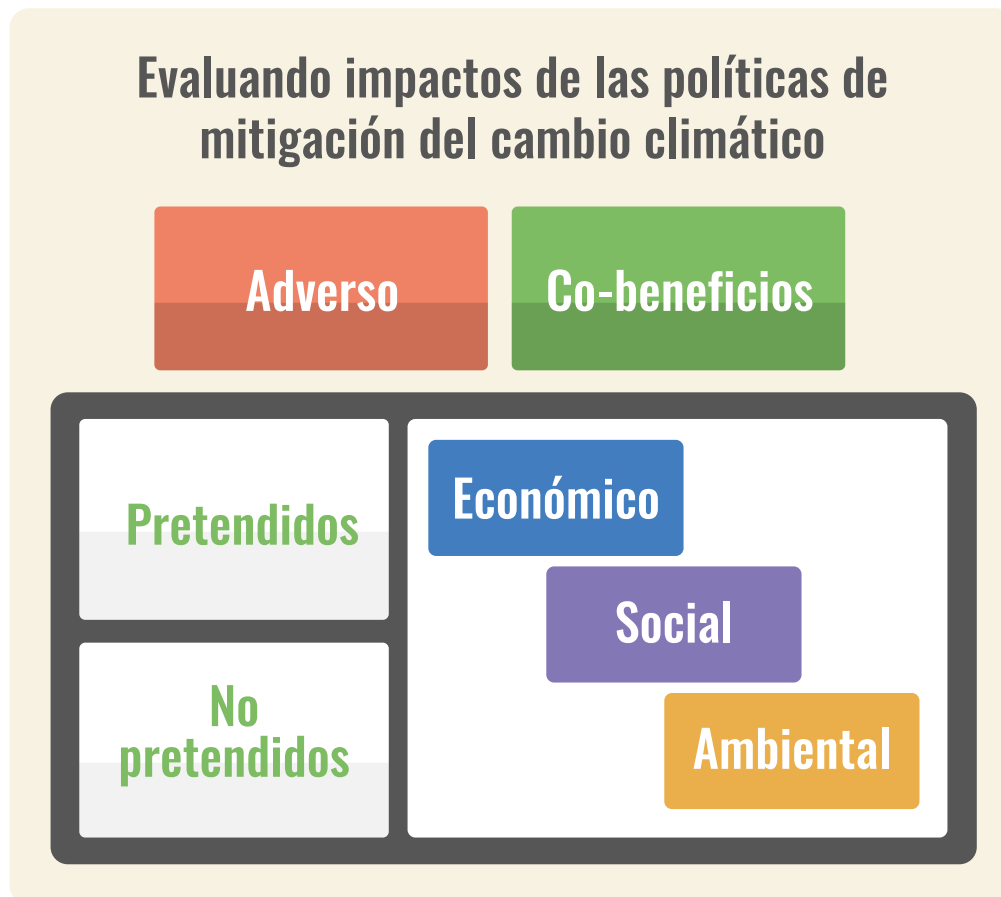 Evaluando impactos de las políticas de
mitigación del cambio climático
Adverso
Co-beneficios
Pretendidos
No
pretendidos
Económico
Social
Ambiental